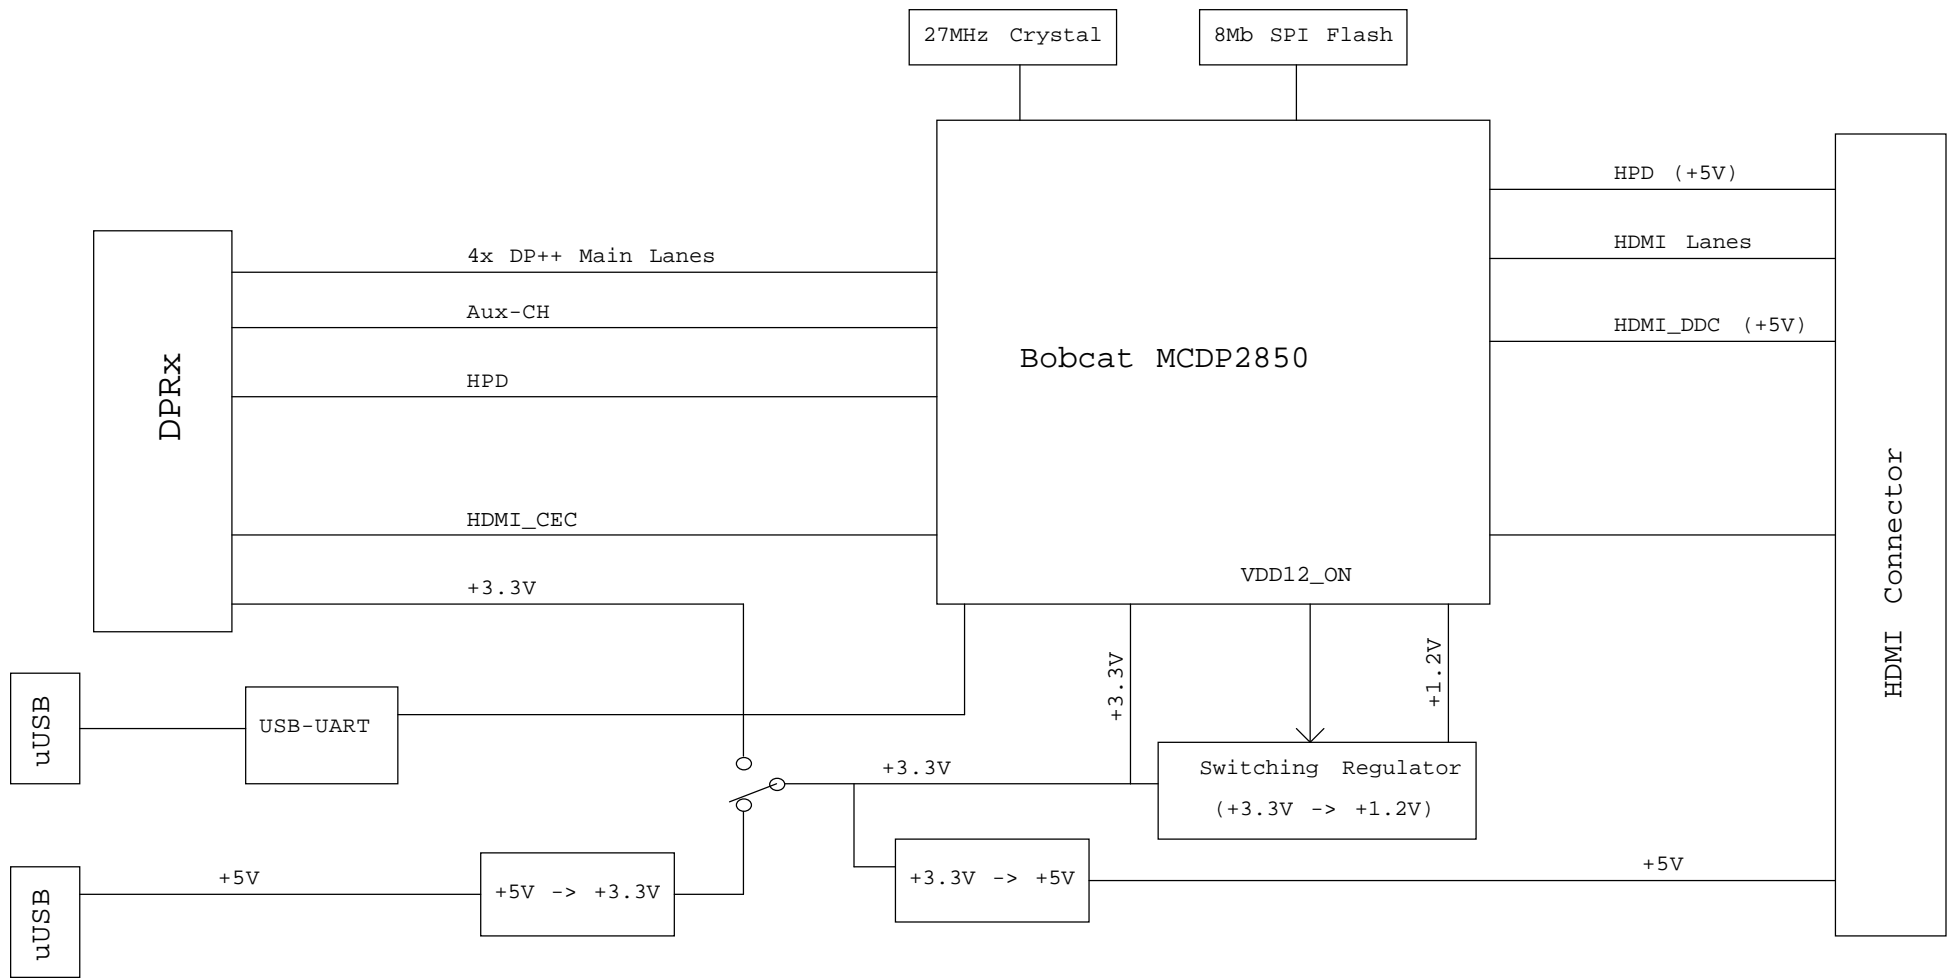 27MHz Crystal
8Mb SPI Flash
HPD (+5V)
4x DP++ Main Lanes
HDMI Lanes
Aux-CH
HDMI_DDC (+5V)
Bobcat MCDP2850
DPRx
HPD
HDMI_CEC
VDD12_ON
HDMI Connector
+3.3V
+3.3V
+1.2V
uUSB
USB-UART
+3.3V
Switching Regulator
(+3.3V -> +1.2V)
+5V
+5V -> +3.3V
+3.3V -> +5V
+5V
uUSB